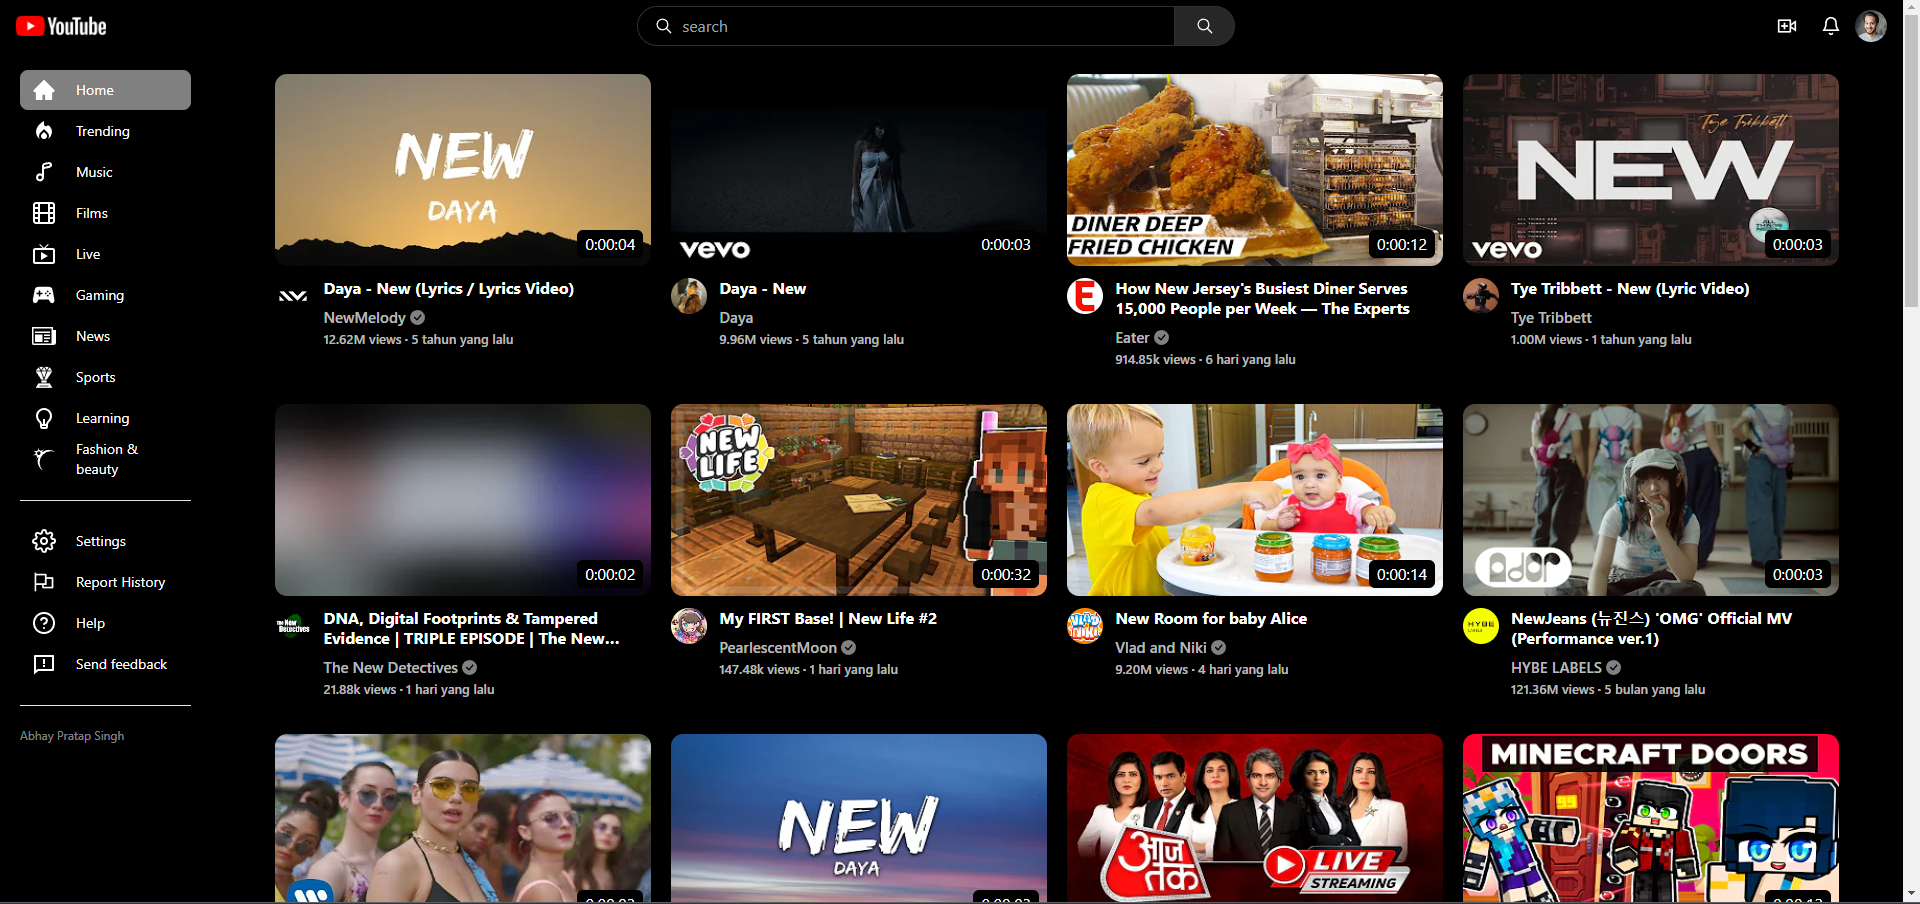 YouTube
search
Home
Trending
Music
Films
Live
Gaming
News
Sports
Learning
Fashion &
beauty
Settings
Report History
Help
Send feedback
Abhay Pratap Singh
NEW
DAYA
0:00:04
Daya - New (Lyrics / Lyrics Video)
NewMelody
12.62M views · 5 tahun yang lalu
vevo
0:00:03
Daya - New
Daya
9.96M views · 5 tahun yang lalu
DINER DEEP
FRIED CHICKEN
0:00:12
How New Jersey's Busiest Diner Serves
15,000 People per Week — The Experts
Eater
914.85k views · 6 hari yang lalu
Tye Tribbett
NEW
vevo
0:00:03
Tye Tribbett - New (Lyric Video)
Tye Tribbett
1.00M views · 1 tahun yang lalu
0:00:02
The New
Detectives
DNA, Digital Footprints & Tampered
Evidence | TRIPLE EPISODE | The New...
The New Detectives
21.88k views · 1 hari yang lalu
NEW
LIFE
0:00:32
My FIRST Base! | New Life #2
PearlescentMoon
147.48k views · 1 hari yang lalu
0:00:14
VLAD
NIKI
New Room for baby Alice
Vlad and Niki
9.20M views · 4 hari yang lalu
ador
0:00:03
HYBE
LABELS
NewJeans (뉴진스) 'OMG' Official MV
(Performance ver.1)
HYBE LABELS
121.36M views · 5 bulan yang lalu
NEW
DAYA
आज
तक
LIVE
STREAMING
MINECRAFT DOORS